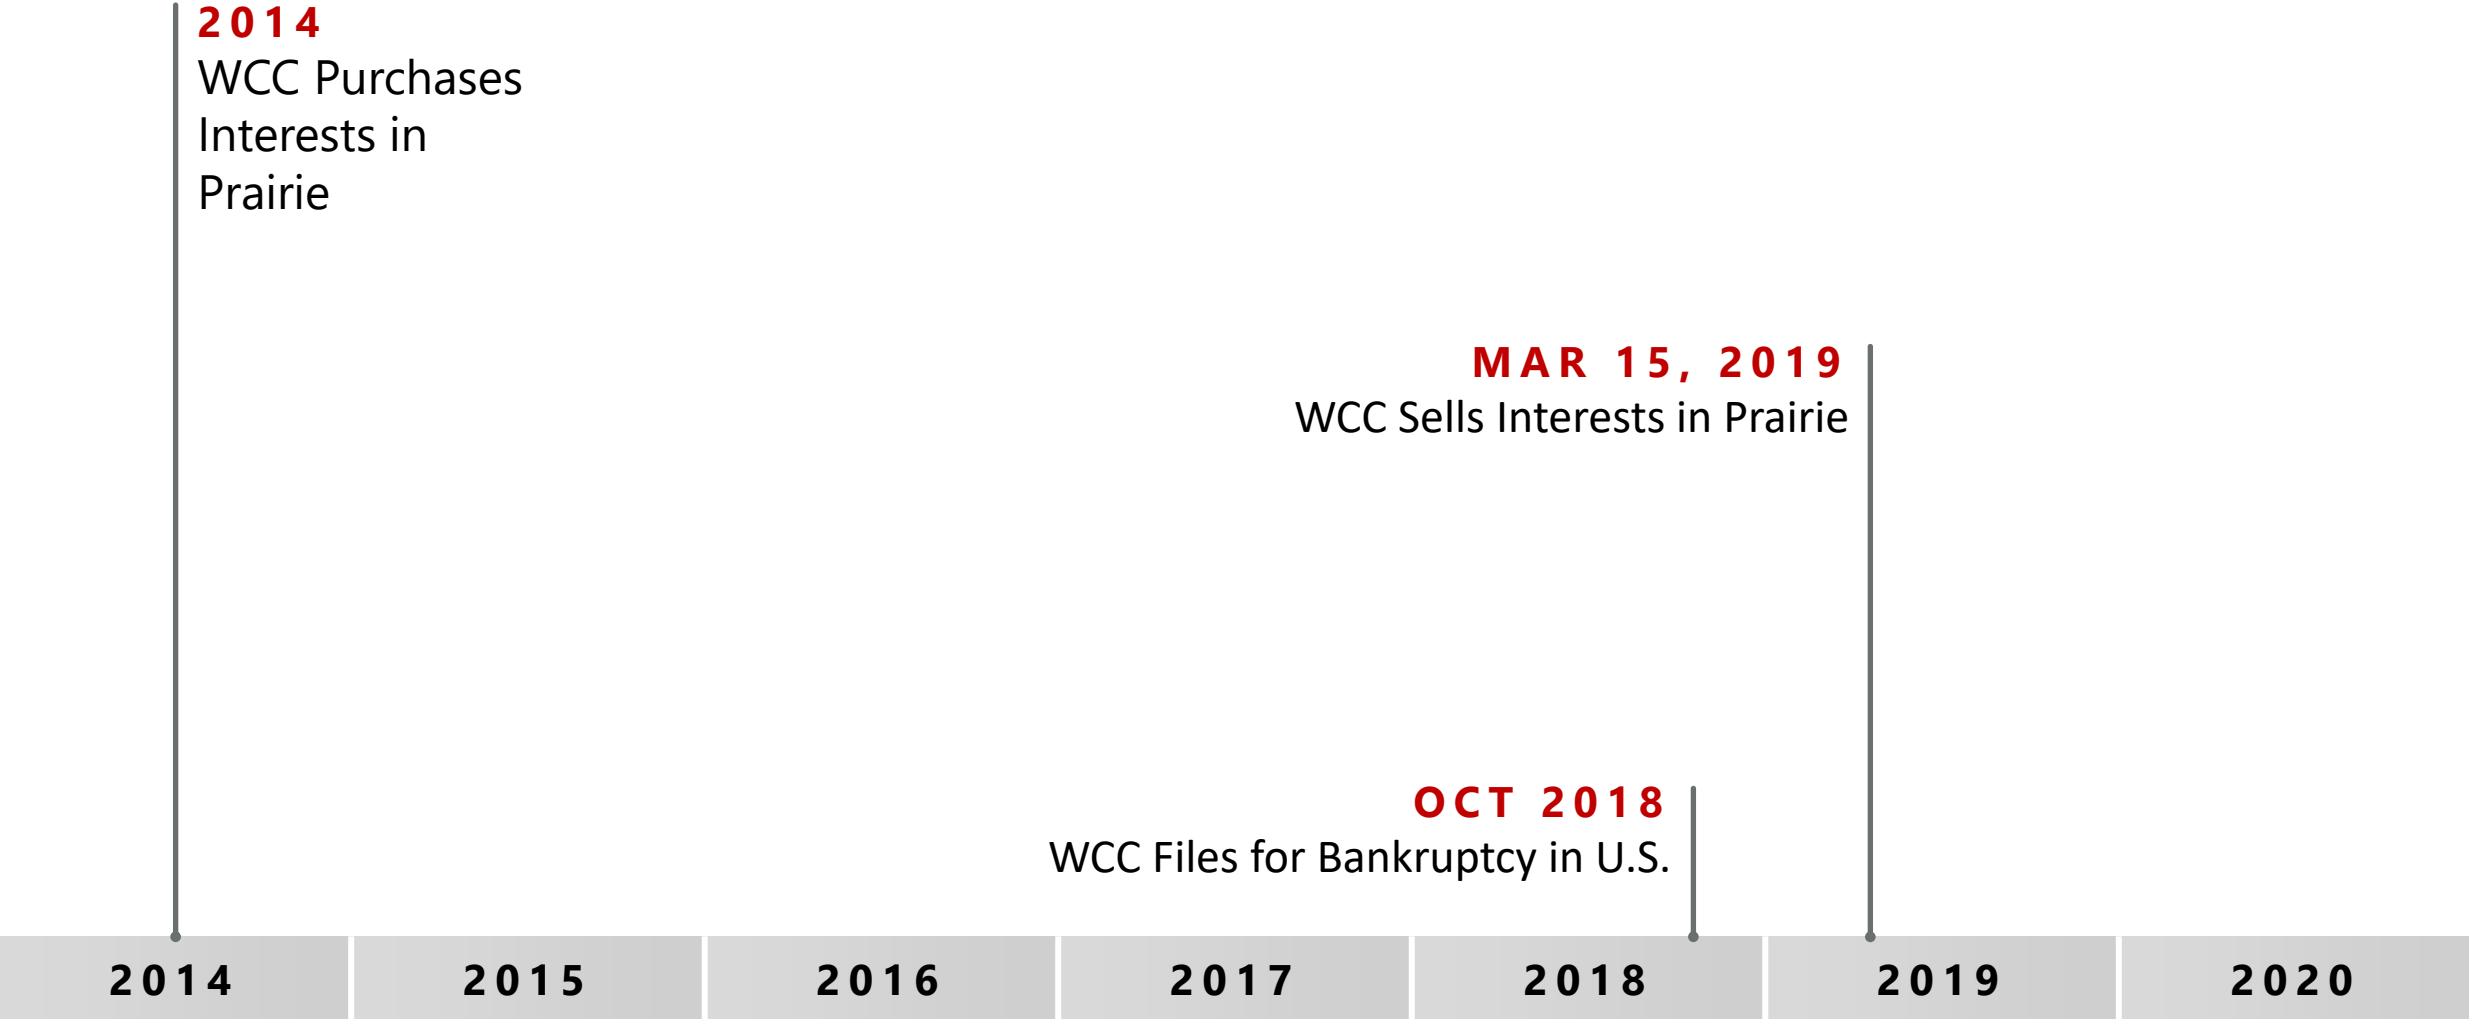 2014
WCC Purchases
Interests in
Prairie
MAR 15, 2019
WCC Sells Interests in Prairie
OCT 2018
WCC Files for Bankruptcy in U.S.
2014
2015
2016
2017
2018
2019
2020